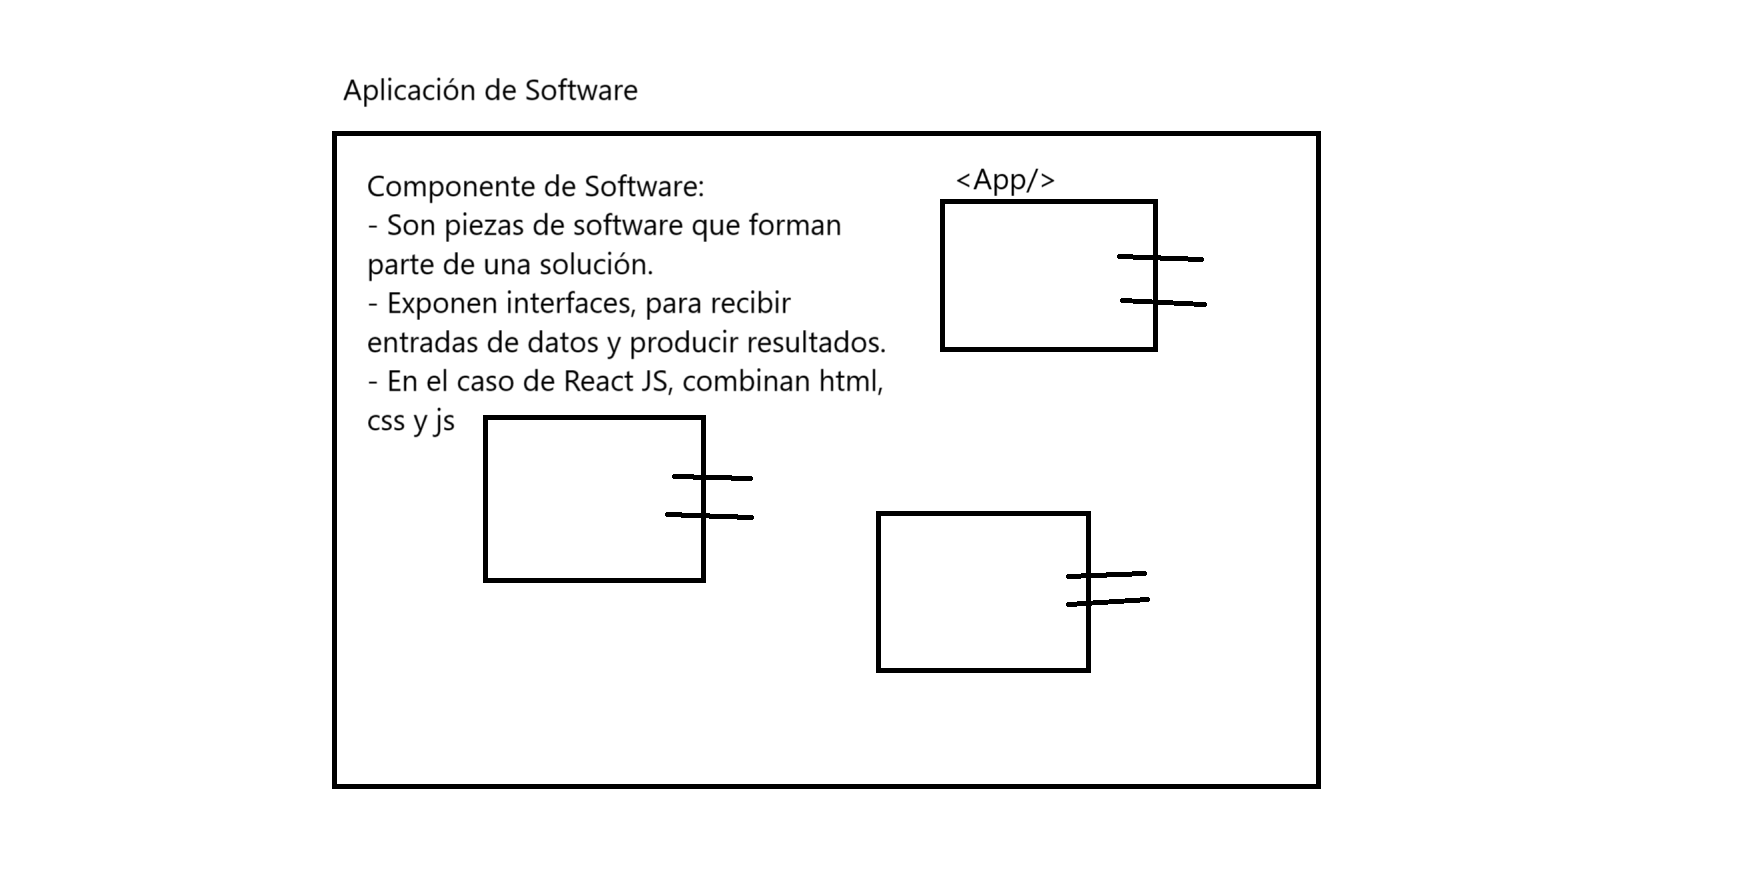 Aplicación de Software
Componente de Software:
- Son piezas de software que forman
parte de una solución.
- Exponen interfaces, para recibir
entradas de datos y producir resultados.
- En el caso de React JS, combinan html,
css y js
<App/>